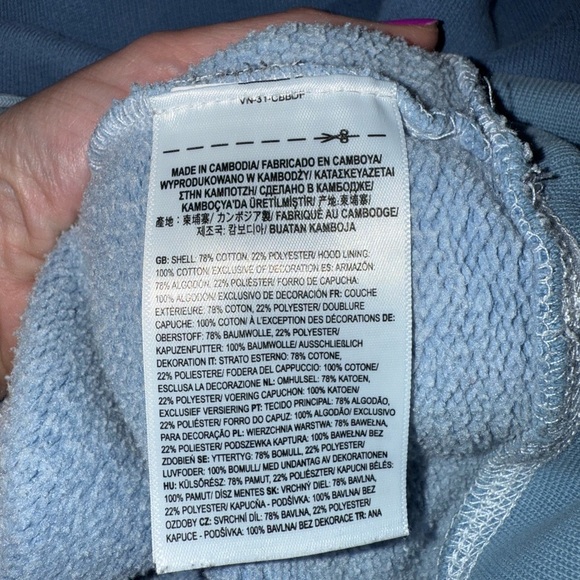 VN-31-CBBDF
MADE IN CAMBODIA/ FABRICADO EN CAMBOYA/
WYPRODUKOWANO W KAMBODŻY/ ΚΑΤΑΣΚΕΥΑΖΕΤΑΙ
ΣΤΗΝ ΚΑΜΠΟΤΖΗ/ СДЕЛАНО В КАМБОДЖЕ/
KAMBOÇYA'DA ÜRETİLMİŞTİR/ 产地: 柬埔寨/
產地: 柬埔寨/ カンボジア製/ FABRIQUÉ AU CAMBODGE/
제조국: 캄보디아/ BUATAN KAMBOJA
GB: SHELL: 78% COTTON, 22% POLYESTER/ HOOD LINING:
100% COTTON/ EXCLUSIVE OF DECORATION ES: ARMAZÓN:
78% ALGODÓN, 22% POLIÉSTER/ FORRO DE CAPUCHA:
100% ALGODÓN/ EXCLUSIVO DE DECORACIÓN FR: COUCHE
EXTÉRIEURE: 78% COTON, 22% POLYESTER/ DOUBLURE
CAPUCHE: 100% COTON/ À L'EXCEPTION DES DÉCORATIONS DE:
OBERSTOFF: 78% BAUMWOLLE, 22% POLYESTER/
KAPUZENFUTTER: 100% BAUMWOLLE/ AUSSCHLIEẞLICH
DEKORATION IT: STRATO ESTERNO: 78% COTONE,
22% POLIESTERE/ FODERA DEL CAPPUCCIO: 100% COTONE/
ESCLUSA LA DECORAZIONE NL: OMHULSEL: 78% KATOEN,
22% POLYESTER/ VOERING CAPUCHON: 100% KATOEN/
EXCLUSIEF VERSIERING PT: TECIDO PRINCIPAL: 78% ALGODÃO,
22% POLIÉSTER/ FORRO DO CAPUZ: 100% ALGODÃO/ EXCLUSIVO
PARA DECORAÇÃO PL: WIERZCHNIA WARSTWA: 78% BAWEŁNA,
22% POLIESTER/ PODSZEWKA KAPTURA: 100% BAWEŁNA/ BEZ
ZDOBIEŃ SE: YTTERTYG: 78% BOMULL, 22% POLYESTER/
LUVFODER: 100% BOMULL/ MED UNDANTAG AV DEKORATIONEN
HU: KÜLSŐRÉSZ: 78% PAMUT, 22% POLIÉSZTER/ KAPUCNI BÉLÉS:
100% PAMUT/ DÍSZ MENTES SK: VRCHNÝ DIEL: 78% BAVLNA,
22% POLYESTER/ KAPUCŇA - PODŠÍVKA: 100% BAVLNA/ BEZ
OZDOBY CZ: SVRCHNÍ DÍL: 78% BAVLNA, 22% POLYESTER/
KAPUCE - PODŠÍVKA: 100% BAVLNA/ BEZ DEKORACE TR: ANA